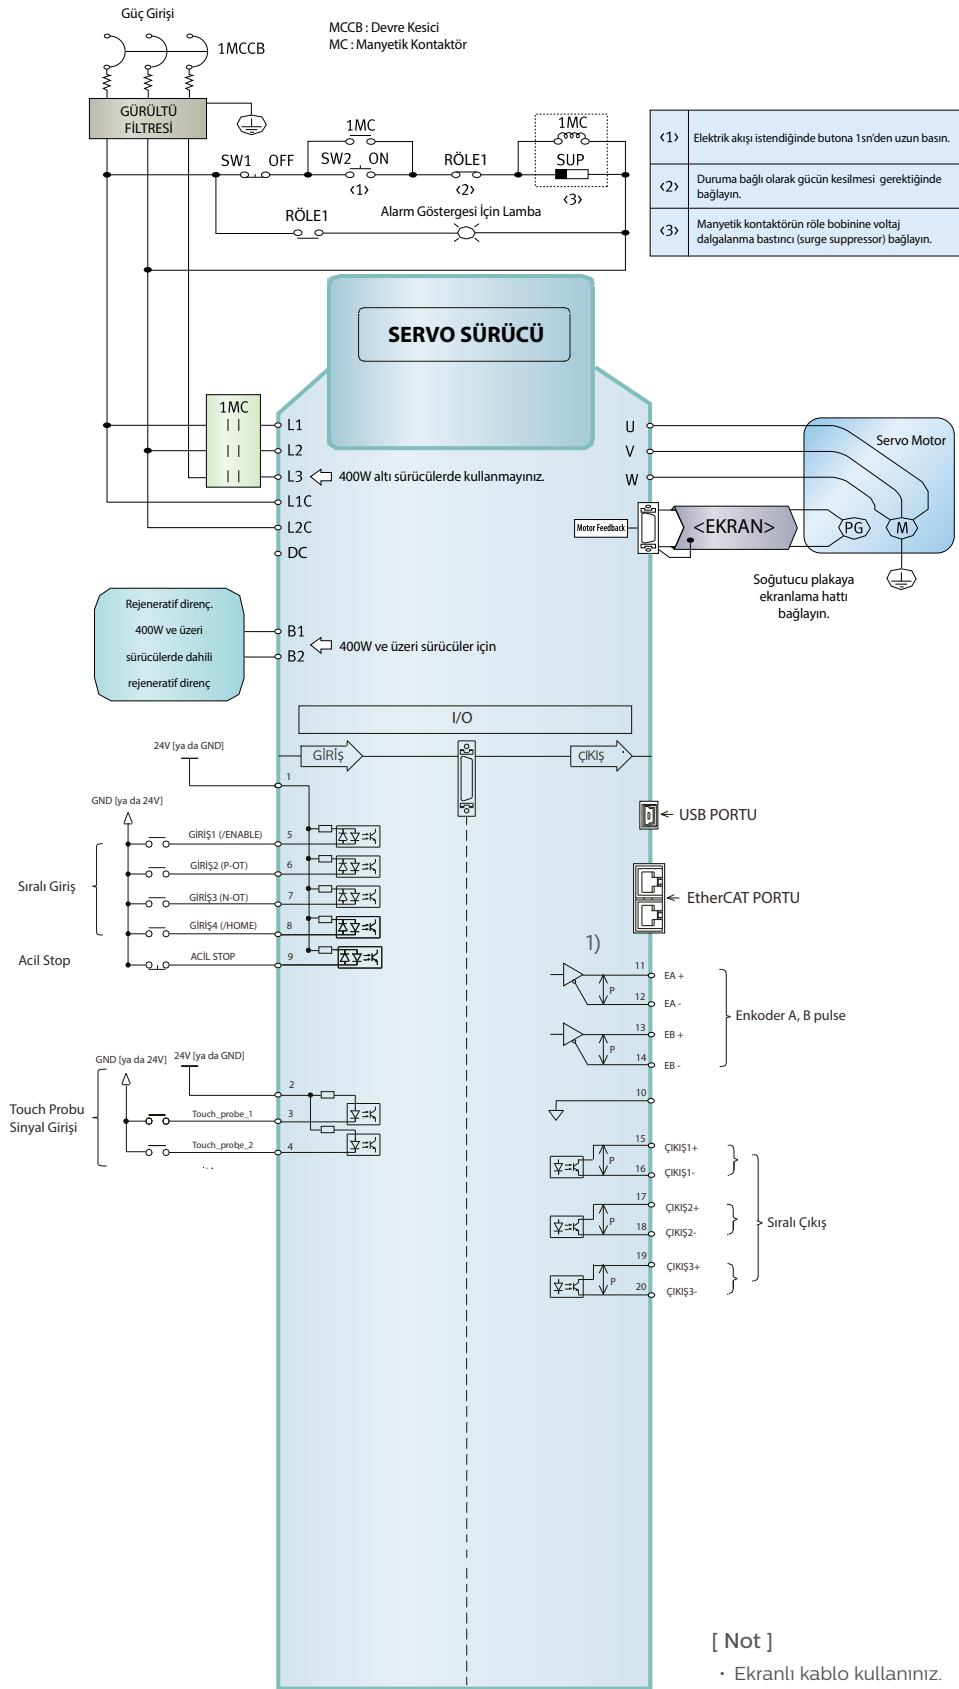 Güç Girişi
MCCB : Devre Kesici
MC : Manyetik Kontaktör
1MCCB
GÜRÜLTÜ
FİLTRESİ
1MC
SW1 OFF
SW2 ON
<1>
RÖLE1
<2>
1MC
SUP
<3>
RÖLE1
Alarm Göstergesi İçin Lamba
<1> Elektrik akışı istendiğinde butona 1sn'den uzun basın.
<2> Duruma bağlı olarak gücün kesilmesi gerektiğinde
bağlayın.
<3> Manyetik kontaktörün röle bobinine voltaj
dalgalanma bastırıcı (surge suppressor) bağlayın.
SERVO SÜRÜCÜ
1MC
L1
L2
L3
400W altı sürücülerde kullanmayınız.
L1C
L2C
DC
U
V
W
Servo Motor
Motor Feedback
<EKRAN>
PG
M
Soğutucu plakaya
ekranlama hattı
bağlayın.
Rejeneratif direnç.
400W ve üzeri
sürücülerde dahili
rejeneratif direnç
B1
B2
400W ve üzeri sürücüler için
I/O
GİRİŞ
ÇIKIŞ
24V [ya da GND]
1
GND [ya da 24V]
Sıralı Giriş
GİRİŞ1 (/ENABLE) 5
GİRİŞ2 (P-OT) 6
GİRİŞ3 (N-OT) 7
GİRİŞ4 (/HOME) 8
Acil Stop
ACİL STOP 9
USB PORTU
EtherCAT PORTU
1)
11 EA +
P
12 EA -
13 EB +
P
14 EB -
Enkoder A, B pulse
10
GND [ya da 24V]
24V [ya da GND]
2
Touch Probu
Sinyal Girişi
Touch_probe_1 3
Touch_probe_2 4
15 ÇIKIŞ1+
P
16 ÇIKIŞ1-
17 ÇIKIŞ2+
P
18 ÇIKIŞ2-
19 ÇIKIŞ3+
P
20 ÇIKIŞ3-
Sıralı Çıkış
[ Not ]
• Ekranlı kablo kullanınız.